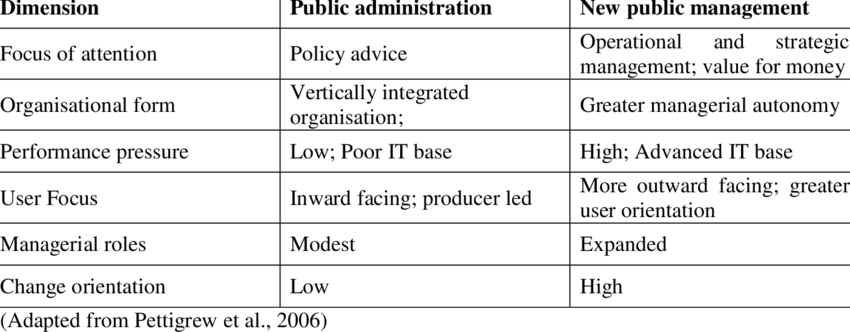 Dimension Public administration New public management
Focus of attention Policy advice Operational and strategic
management; value for money
Organisational form Vertically integrated
organisation; Greater managerial autonomy
Performance pressure Low; Poor IT base High; Advanced IT base
User Focus Inward facing; producer led More outward facing; greater
user orientation
Managerial roles Modest Expanded
Change orientation Low High
(Adapted from Pettigrew et al., 2006)